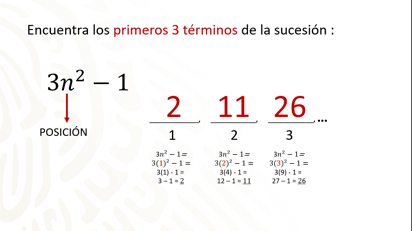 Encuentra los primeros 3 términos de la sucesión :
3n² − 1
POSICIÓN
2, 11, 26, ...
1 2 3
3n² − 1 = 3n² − 1 = 3n² − 1 =
3(1)² − 1 = 3(2)² − 1 = 3(3)² − 1 =
3(1) - 1 = 3(4) - 1 = 3(9) - 1 =
3 − 1 = 2 12 − 1 = 11 27 − 1 = 26